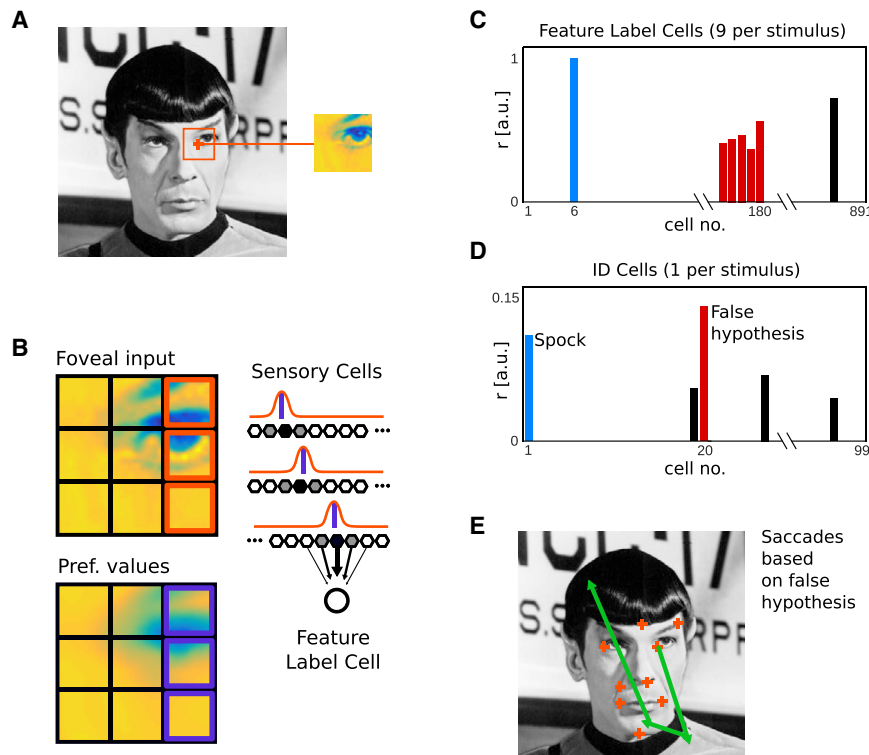 A
S.S
RPR
B
Foveal input
Pref. values
Sensory Cells
•••
•••
•••
Feature
Label Cell
C
Feature Label Cells (9 per stimulus)
r [a.u.]
1
0
1
6
180
891
cell no.
D
ID Cells (1 per stimulus)
r [a.u.]
0.15
0
Spock
False
hypothesis
1
20
99
cell no.
E
S.S
RPR
Saccades
based
on false
hypothesis